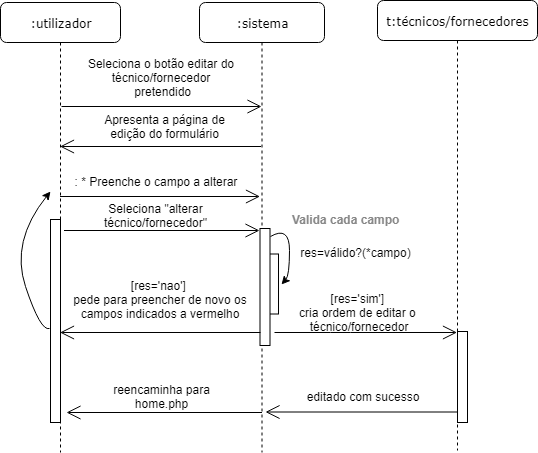 :utilizador
:sistema
t:técnicos/fornecedores
Seleciona o botão editar do
técnico/fornecedor
pretendido
Apresenta a página de
edição do formulário
: * Preenche o campo a alterar
Seleciona "alterar
técnico/fornecedor"
Valida cada campo
res=válido?(*campo)
[res='nao']
pede para preencher de novo os
campos indicados a vermelho
[res='sim']
cria ordem de editar o
técnico/fornecedor
reencaminha para
home.php
editado com sucesso